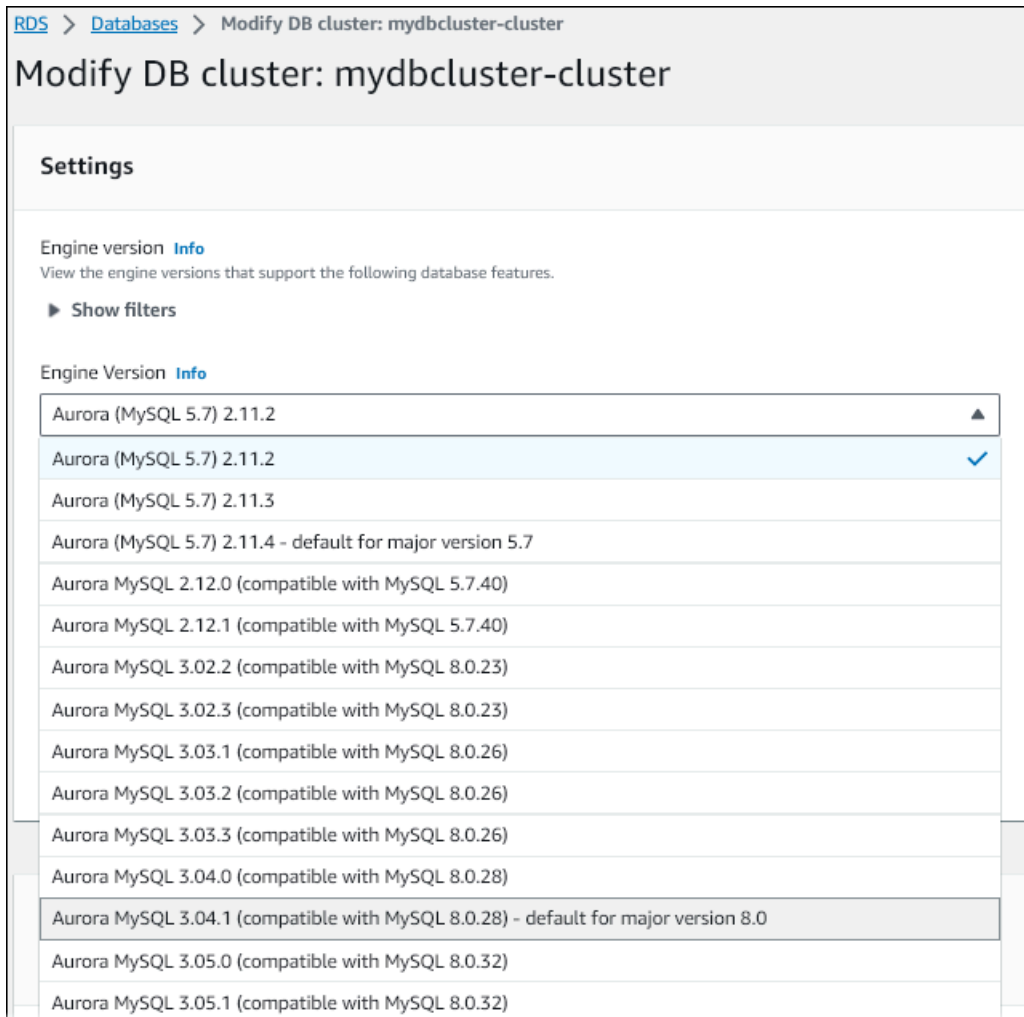 RDS > Databases > Modify DB cluster: mydbcluster-cluster
Modify DB cluster: mydbcluster-cluster
Settings
Engine version Info
View the engine versions that support the following database features.
Show filters
Engine Version Info
Aurora (MySQL 5.7) 2.11.2
Aurora (MySQL 5.7) 2.11.2
Aurora (MySQL 5.7) 2.11.3
Aurora (MySQL 5.7) 2.11.4 - default for major version 5.7
Aurora MySQL 2.12.0 (compatible with MySQL 5.7.40)
Aurora MySQL 2.12.1 (compatible with MySQL 5.7.40)
Aurora MySQL 3.02.2 (compatible with MySQL 8.0.23)
Aurora MySQL 3.02.3 (compatible with MySQL 8.0.23)
Aurora MySQL 3.03.1 (compatible with MySQL 8.0.26)
Aurora MySQL 3.03.2 (compatible with MySQL 8.0.26)
Aurora MySQL 3.03.3 (compatible with MySQL 8.0.26)
Aurora MySQL 3.04.0 (compatible with MySQL 8.0.28)
Aurora MySQL 3.04.1 (compatible with MySQL 8.0.28) - default for major version 8.0
Aurora MySQL 3.05.0 (compatible with MySQL 8.0.32)
Aurora MySQL 3.05.1 (compatible with MySQL 8.0.32)